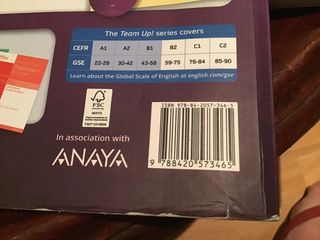 The Team Up! series covers
CEFR A1 A2 B1 B2 C1 C2
GSE 22-29 30-42 43-58 59-75 76-84 85-90
Learn about the Global Scale of English at english.com/gse
ISBN 978-84-2057-346-5
FSC
In association with
ANAYA
9 788420 573465